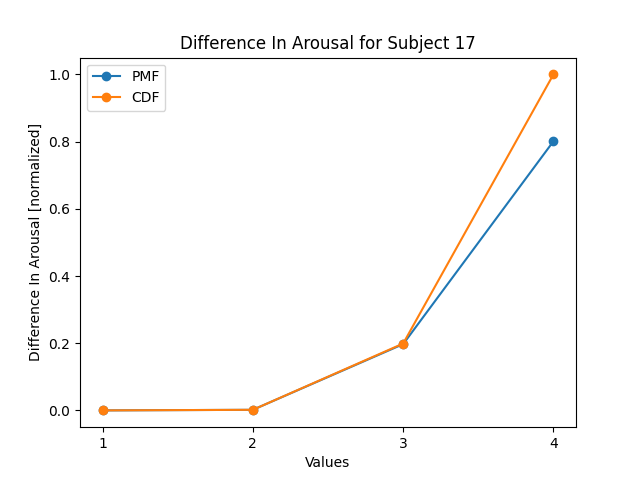 Difference In Arousal for Subject 17
PMF
CDF
Difference In Arousal [normalized]
1.0
0.8
0.6
0.4
0.2
0.0
1 2 3 4
Values